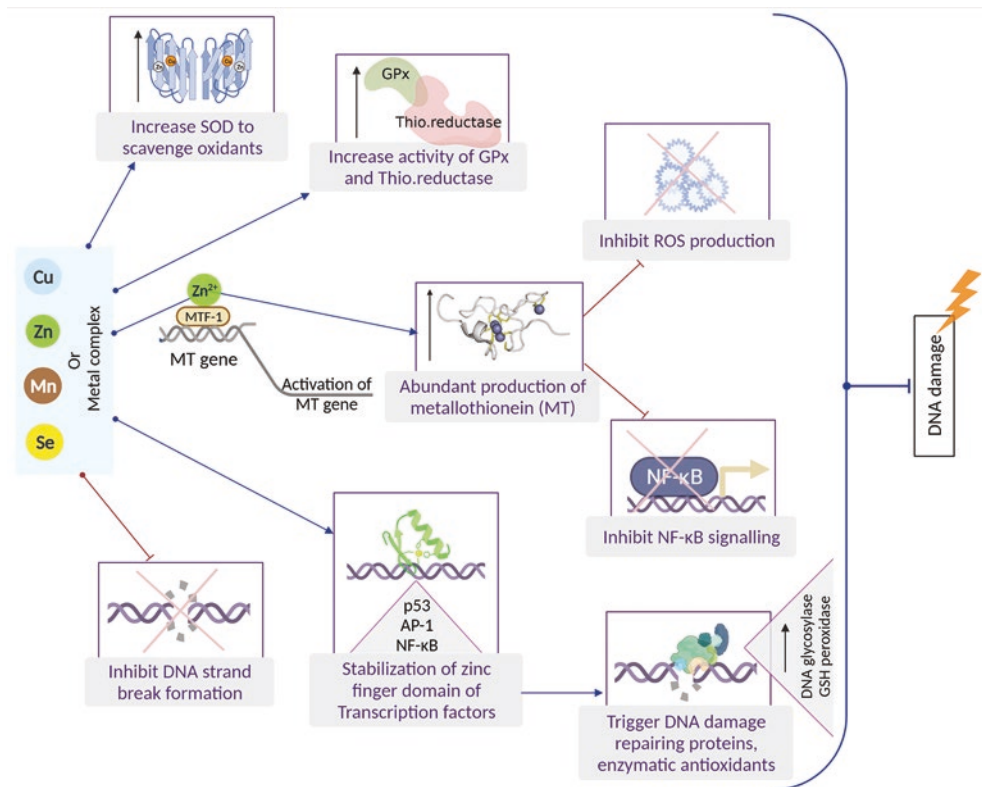 Cu
Zn
Cu
Zn
Increase SOD to
scavenge oxidants
GPx
Thio.reductase
Increase activity of GPx
and Thio.reductase
Inhibit ROS production
Cu
Zn
Mn
Se
Or
Metal complex
Zn²⁺
MTF-1
MT gene
Activation of
MT gene
Abundant production of
metallothionein (MT)
NF-κB
Inhibit NF-κB signalling
DNA damage
Inhibit DNA strand
break formation
p53
AP-1
NF-κB
Stabilization of zinc
finger domain of
Transcription factors
Trigger DNA damage
repairing proteins,
enzymatic antioxidants
DNA glycosylase
GSH peroxidase